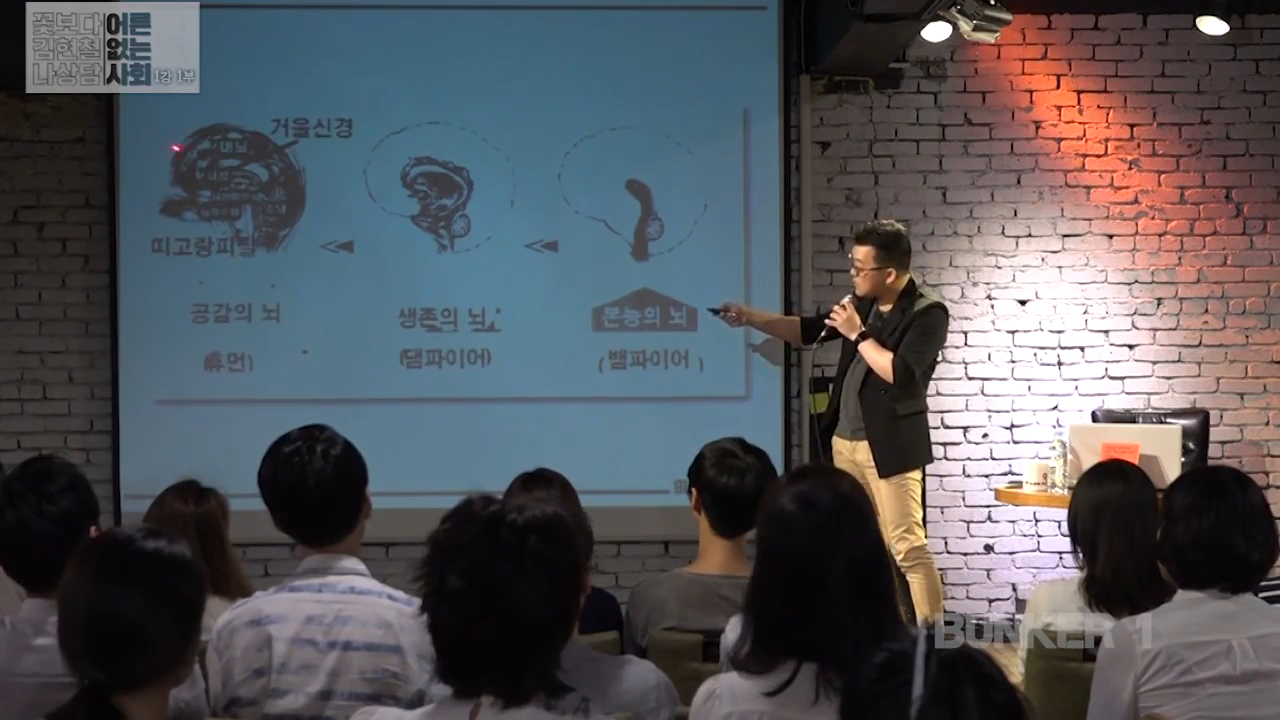 꽃보다어른
김현철없는
나상담사회 1강 1부
거울신경
띠고랑피질
공감의 뇌
생존의 뇌
본능의 뇌
(휴먼)
(댐파이어)
(뱀파이어)
BUNKER 1